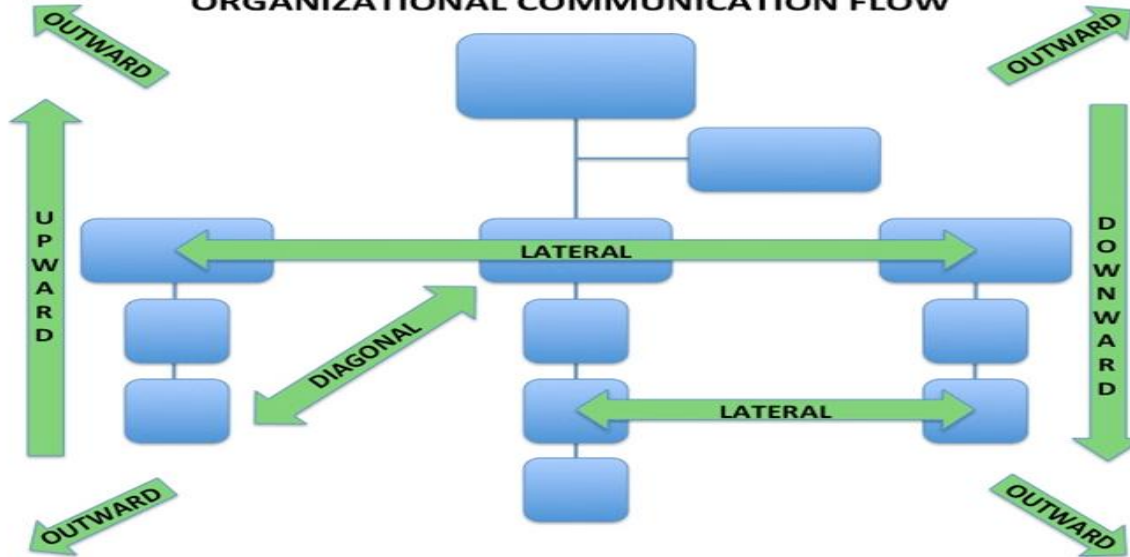 ORGANIZATIONAL COMMUNICATION FLOW
OUTWARD
OUTWARD
UPWARD
LATERAL
DOWNWARD
DIAGONAL
LATERAL
OUTWARD
OUTWARD